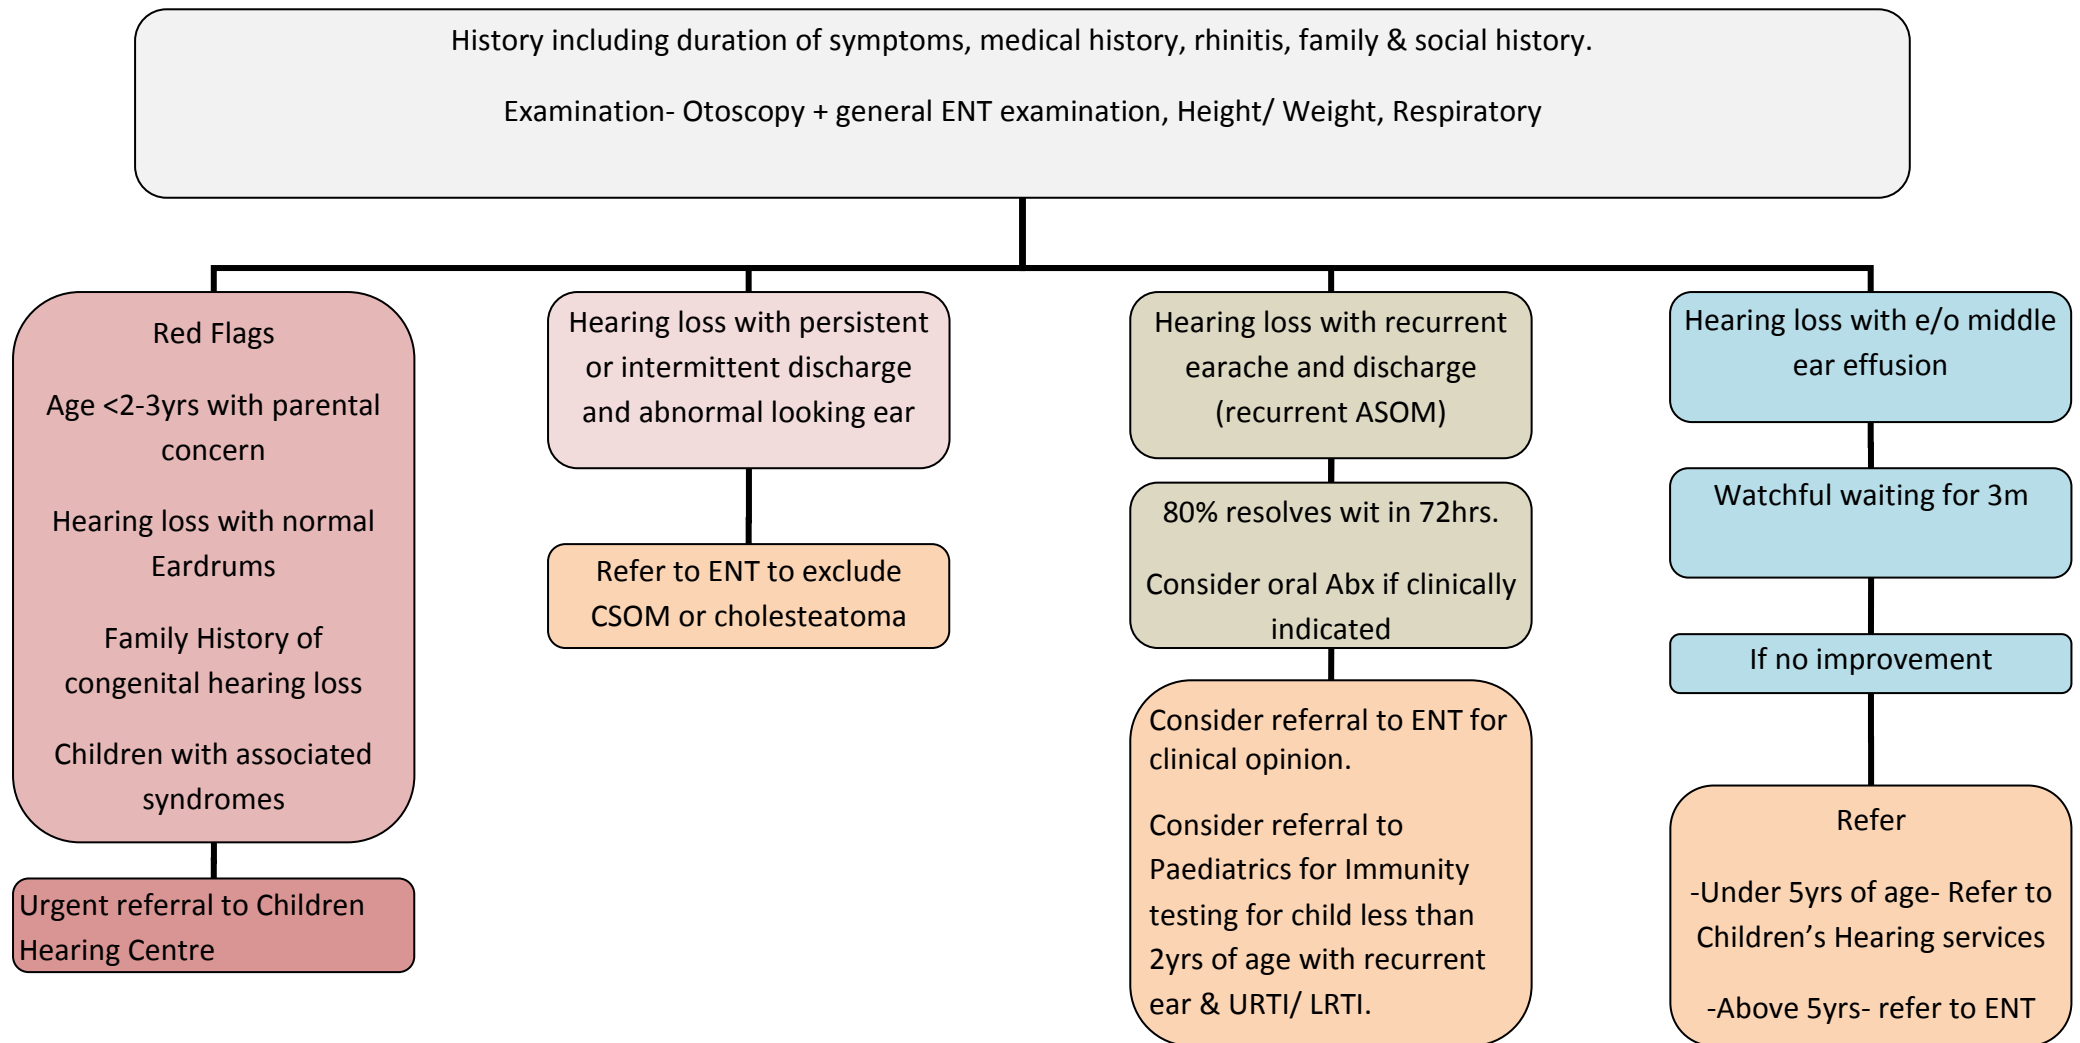 History including duration of symptoms, medical history, rhinitis, family & social history.
Examination- Otoscopy + general ENT examination, Height/ Weight, Respiratory
Red Flags
Age <2-3yrs with parental
concern
Hearing loss with normal
Eardrums
Family History of
congenital hearing loss
Children with associated
syndromes
Urgent referral to Children
Hearing Centre
Hearing loss with persistent
or intermittent discharge
and abnormal looking ear
Refer to ENT to exclude
CSOM or cholesteatoma
Hearing loss with recurrent
earache and discharge
(recurrent ASOM)
80% resolves wit in 72hrs.
Consider oral Abx if clinically
indicated
Consider referral to ENT for
clinical opinion.
Consider referral to
Paediatrics for Immunity
testing for child less than
2yrs of age with recurrent
ear & URTI/ LRTI.
Hearing loss with e/o middle
ear effusion
Watchful waiting for 3m
If no improvement
Refer
-Under 5yrs of age- Refer to
Children’s Hearing services
-Above 5yrs- refer to ENT